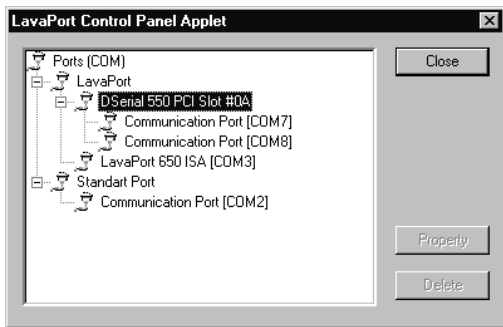 LavaPort Control Panel Applet
Ports (COM)
Close
LavaPort
DSerial 550 PCI Slot #0A
Communication Port [COM7]
Communication Port [COM8]
LavaPort 650 ISA [COM3]
Standart Port
Communication Port [COM2]
Property
Delete